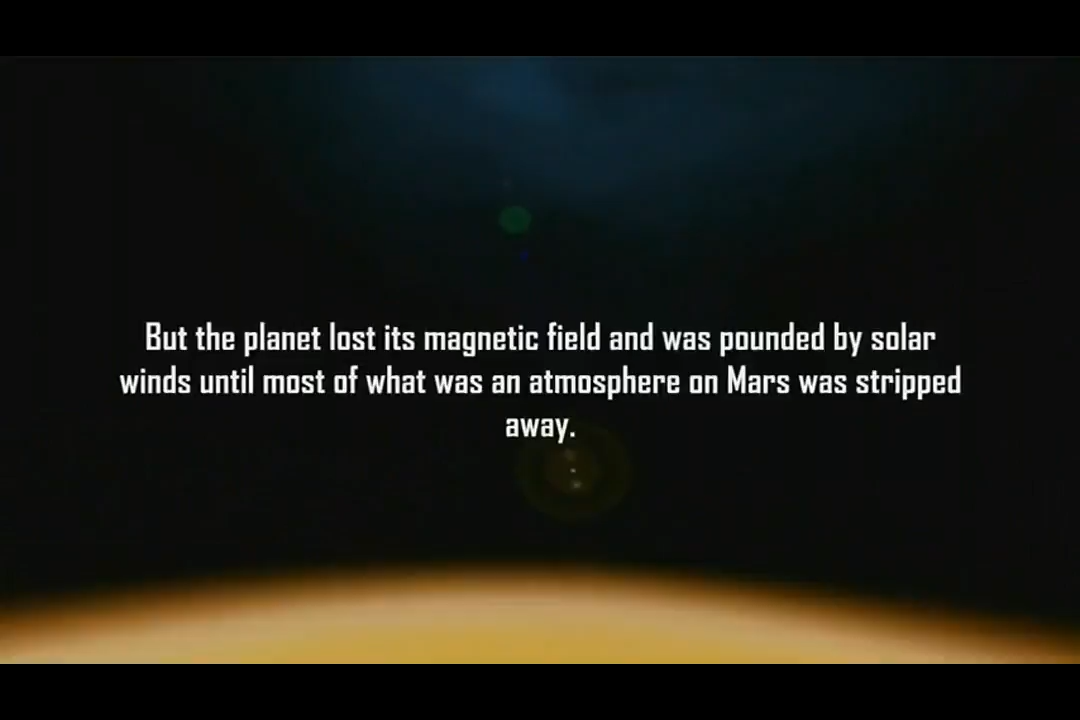 But the planet lost its magnetic field and was pounded by solar
winds until most of what was an atmosphere on Mars was stripped
away.